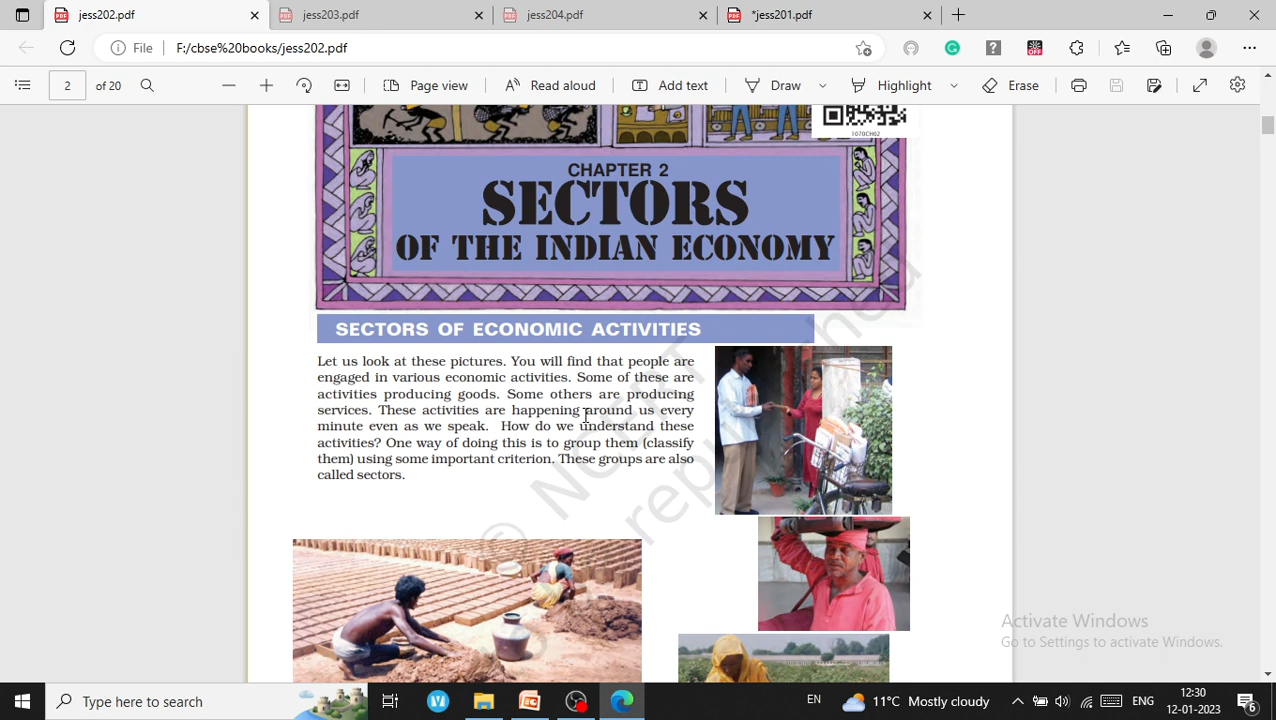 jess202.pdf
jess203.pdf
jess204.pdf
*jess201.pdf
File
F:/cbse%20books/jess202.pdf
2
of 20
Page view
Read aloud
Add text
Draw
Highlight
Erase
1070CH02
CHAPTER 2
SECTORS
OF THE INDIAN ECONOMY
SECTORS OF ECONOMIC ACTIVITIES
Let us look at these pictures. You will find that people are
engaged in various economic activities. Some of these are
activities producing goods. Some others are producing
services. These activities are happening around us every
minute even as we speak. How do we understand these
activities? One way of doing this is to group them (classify
them) using some important criterion. These groups are also
called sectors.
© NCERT
Activate Windows
Go to Settings to activate Windows.
Type here to search
EN
11°C Mostly cloudy
ENG
12:30
12-01-2023
6